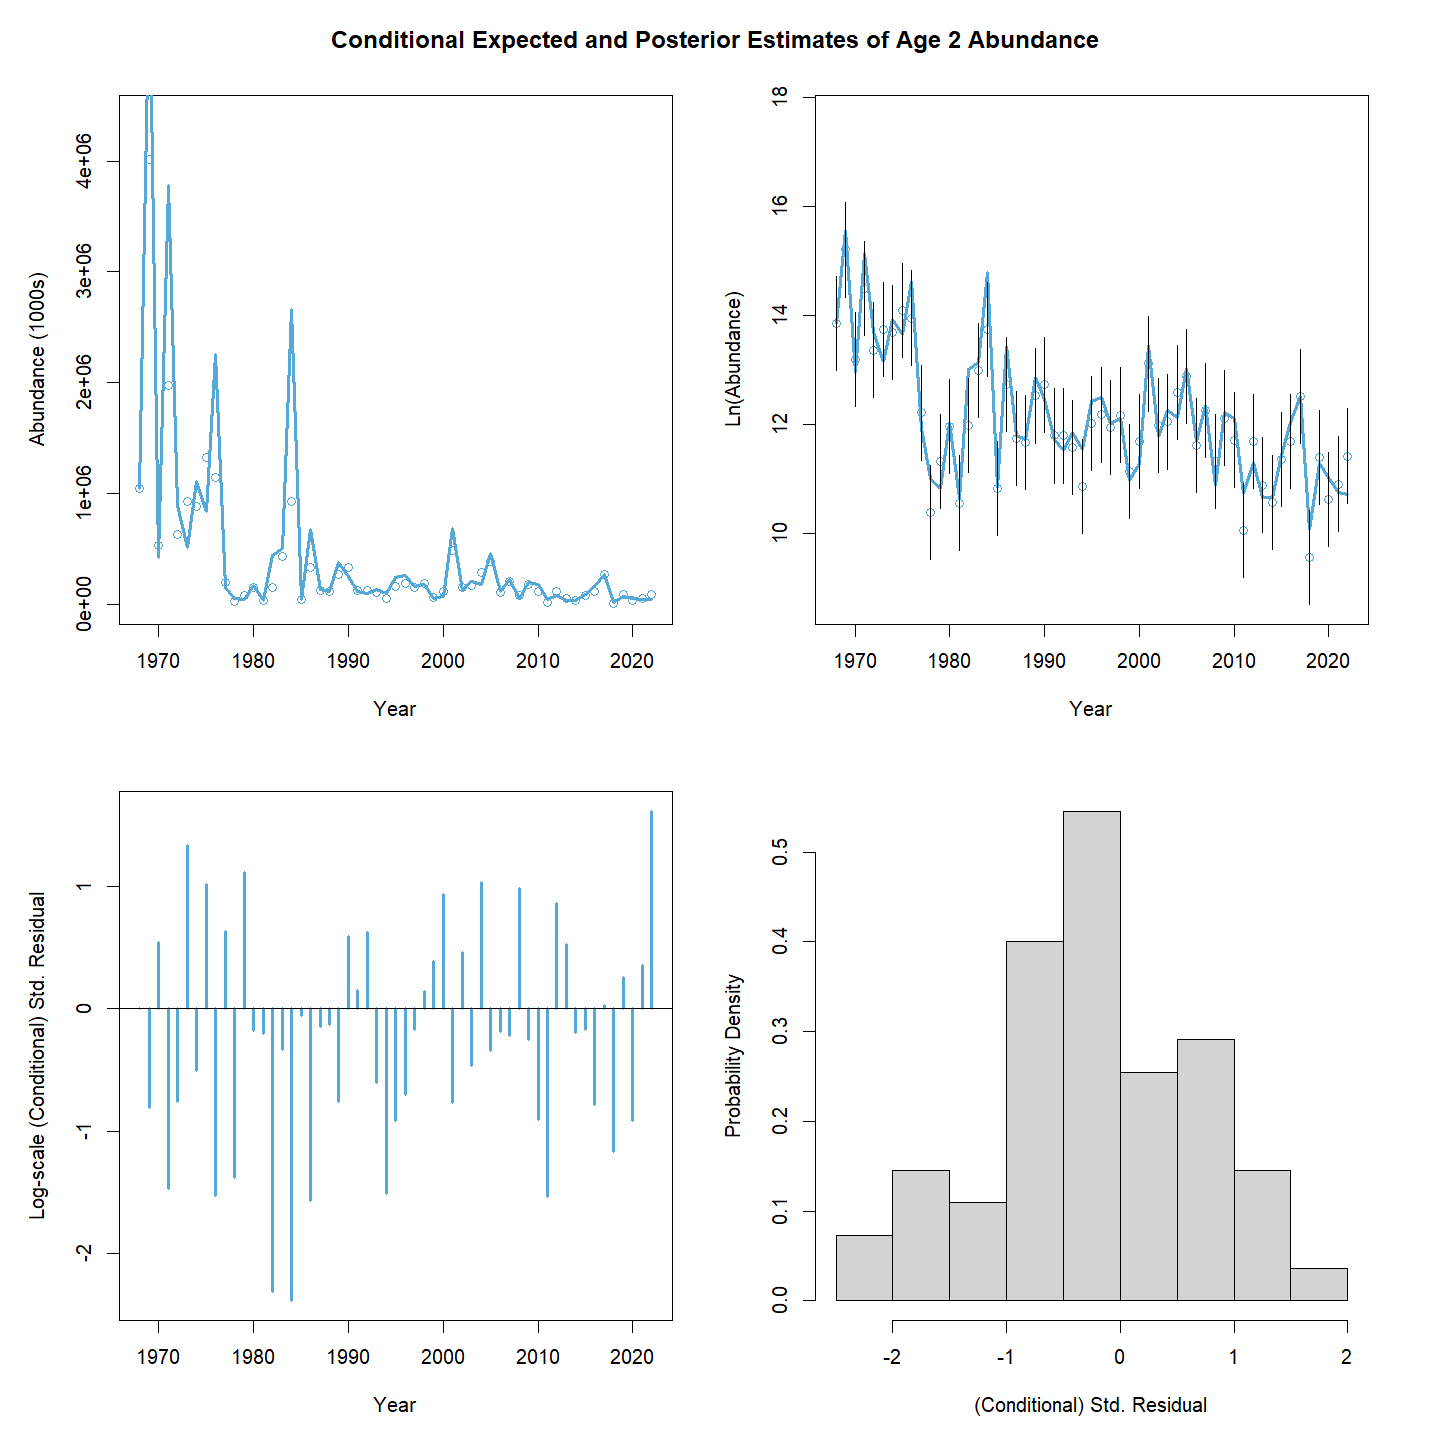 Conditional Expected and Posterior Estimates of Age 2 Abundance
Abundance (1000s)
4e+06
3e+06
2e+06
1e+06
0e+00
1970 1980 1990 2000 2010 2020
Year
Ln(Abundance)
18
16
14
12
10
1970 1980 1990 2000 2010 2020
Year
Log-scale (Conditional) Std. Residual
1
0
-1
-2
1970 1980 1990 2000 2010 2020
Year
Probability Density
0.5
0.4
0.3
0.2
0.1
0.0
-2 -1 0 1 2
(Conditional) Std. Residual